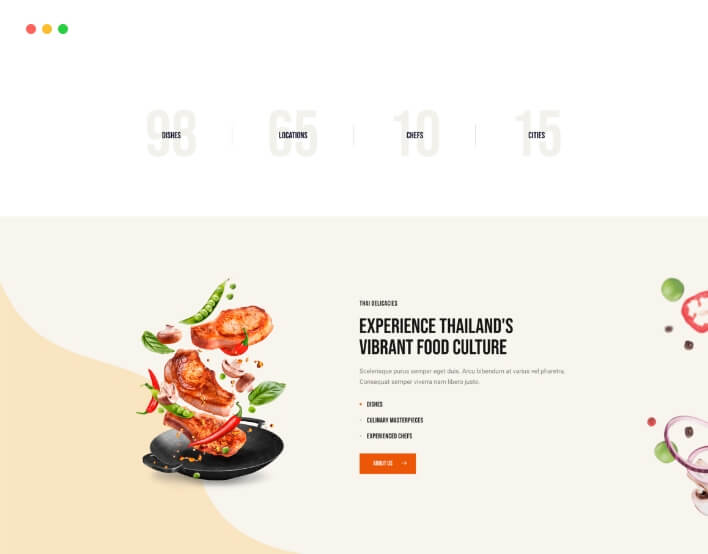 98
DISHES
65
LOCATIONS
10
CHEFS
15
CITIES
THAI DELICACIES
EXPERIENCE THAILAND'S
VIBRANT FOOD CULTURE
Scelerisque purus semper eget duis. Arcu bibendum at varius vel pharetra.
Consequat semper viverra nam libero justo.
DISHES
CULINARY MASTERPIECES
EXPERIENCED CHEFS
ABOUT US